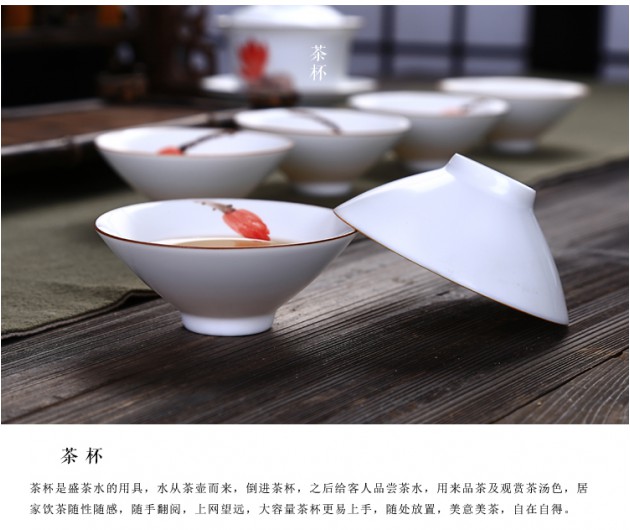 茶
杯
茶杯
茶杯是盛茶水的用具，水从茶壶而来，倒进茶杯，之后给客人品尝茶水，用来品茶及观赏茶汤色，居
家饮茶随性随感，随手翻阅，上网望远，大容量茶杯更易上手，随处放置，美意美茶，自在自得。